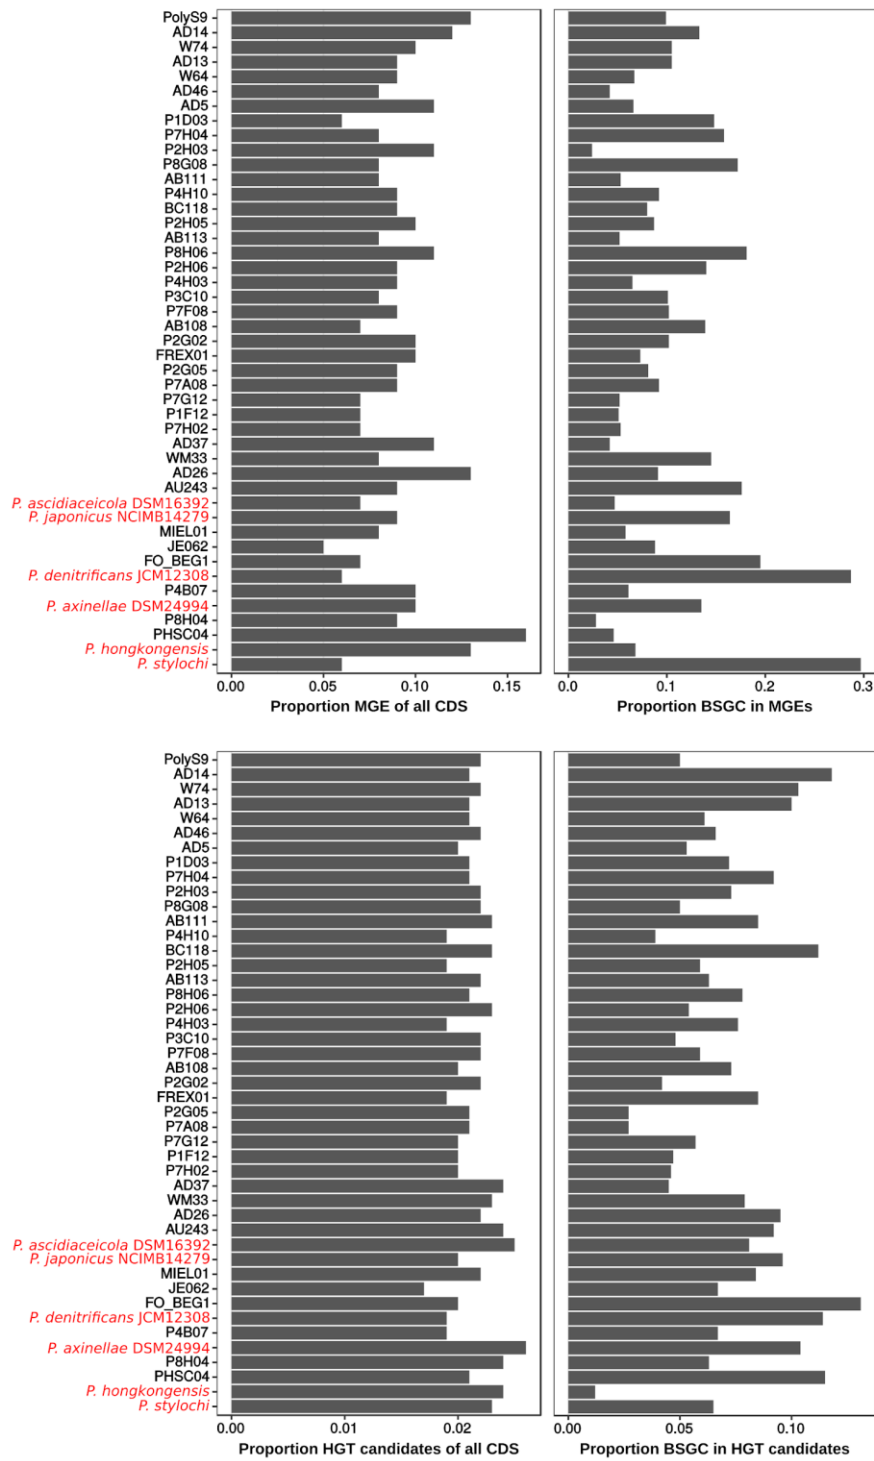 PolyS9
AD14
W74
AD13
W64
AD46
AD5
P1D03
P7H04
P2H03
P8G08
AB111
P4H10
BC118
P2H05
AB113
P8H06
P2H06
P4H03
P3C10
P7F08
AB108
P2G02
FREX01
P2G05
P7A08
P7G12
P1F12
P7H02
AD37
WM33
AD26
AU243
P. ascidiaceicola DSM16392
P. japonicus NCIMB14279
MIEL01
JE062
FO_BEG1
P. denitrificans JCM12308
P4B07
P. axinellae DSM24994
P8H04
PHSC04
P. hongkongensis
P. stylochi
0.00 0.05 0.10 0.15
Proportion MGE of all CDS
0.0 0.1 0.2 0.3
Proportion BSGC in MGEs
PolyS9
AD14
W74
AD13
W64
AD46
AD5
P1D03
P7H04
P2H03
P8G08
AB111
P4H10
BC118
P2H05
AB113
P8H06
P2H06
P4H03
P3C10
P7F08
AB108
P2G02
FREX01
P2G05
P7A08
P7G12
P1F12
P7H02
AD37
WM33
AD26
AU243
P. ascidiaceicola DSM16392
P. japonicus NCIMB14279
MIEL01
JE062
FO_BEG1
P. denitrificans JCM12308
P4B07
P. axinellae DSM24994
P8H04
PHSC04
P. hongkongensis
P. stylochi
0.00 0.01 0.02
Proportion HGT candidates of all CDS
0.00 0.05 0.10
Proportion BSGC in HGT candidates